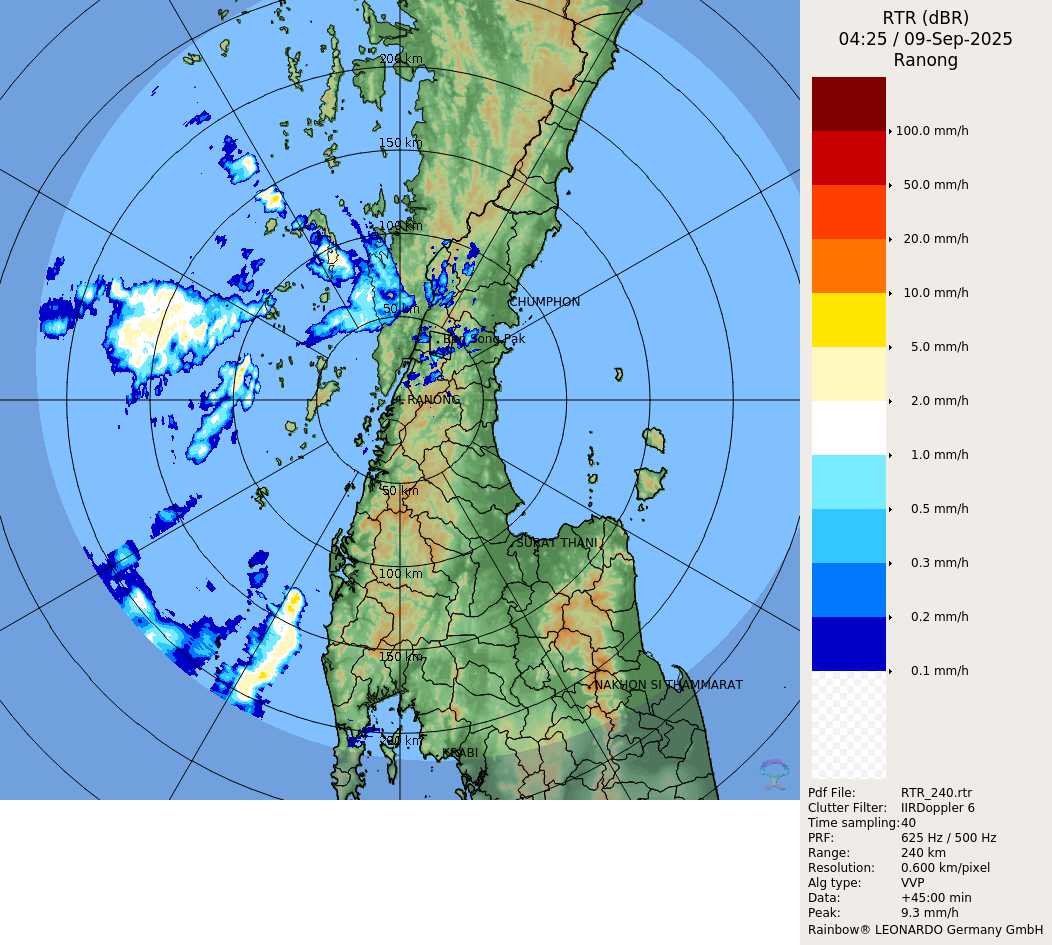 RTR (dBR)
04:25 / 09-Sep-2025
Ranong
100.0 mm/h
50.0 mm/h
20.0 mm/h
10.0 mm/h
5.0 mm/h
2.0 mm/h
1.0 mm/h
0.5 mm/h
0.3 mm/h
0.2 mm/h
0.1 mm/h
200 km
150 km
100 km
50 km
CHUMPHON
Ban Song Pak
RANONG
50 km
SURAT THANI
100 km
150 km
NAKHON SI THAMMARAT
200 km
KRABI
Pdf File: RTR_240.rtr
Clutter Filter: IIRDoppler 6
Time sampling:40
PRF: 625 Hz / 500 Hz
Range: 240 km
Resolution: 0.600 km/pixel
Alg type: VVP
Data: +45:00 min
Peak: 9.3 mm/h
Rainbow® LEONARDO Germany GmbH